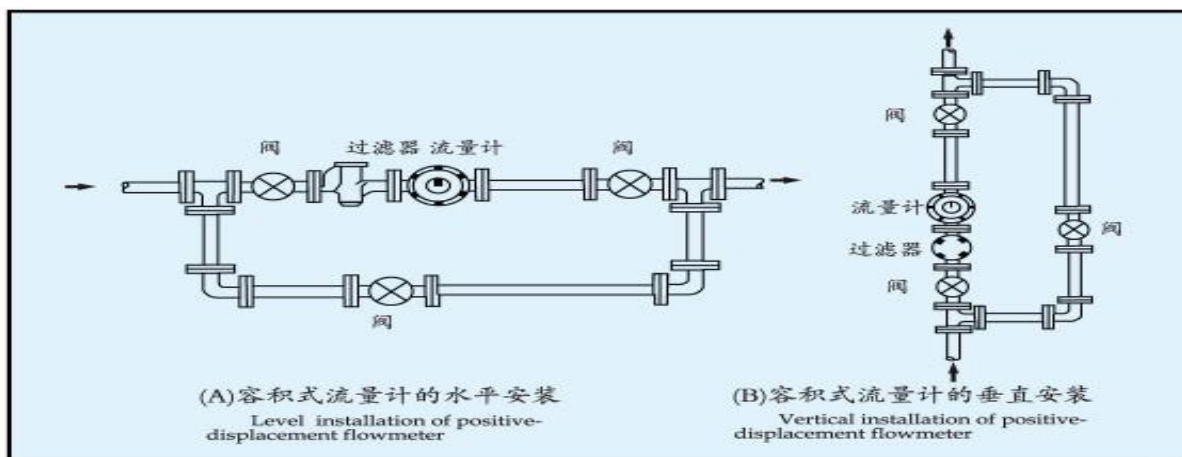 阀
过滤器 流量计
阀
阀
(A)容积式流量计的水平安装
Level installation of positive-
displacement flowmeter
阀
流量计
过滤器
阀
阀
(B)容积式流量计的垂直安装
Vertical installation of positive-
displacement flowmeter